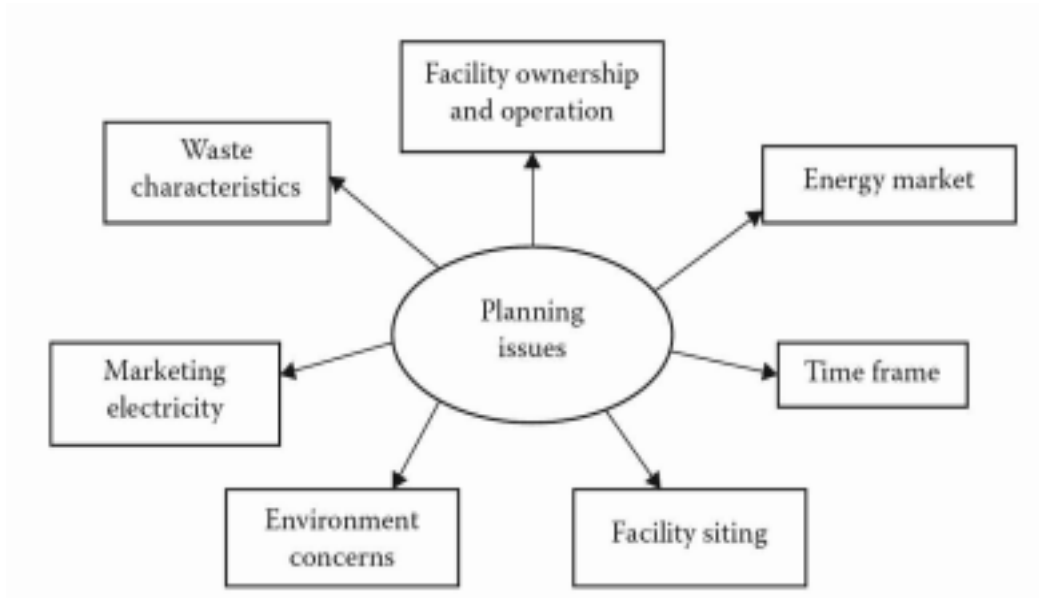 Facility ownership
and operation
Waste
characteristics
Energy market
Planning
issues
Marketing
electricity
Time frame
Environment
concerns
Facility siting